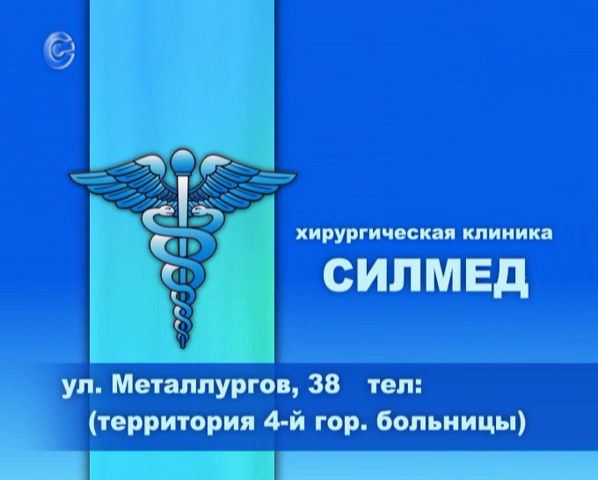 хирургическая клиника
СИЛМЕД
ул. Металлургов, 38 тел:
(территория 4-й гор. больницы)